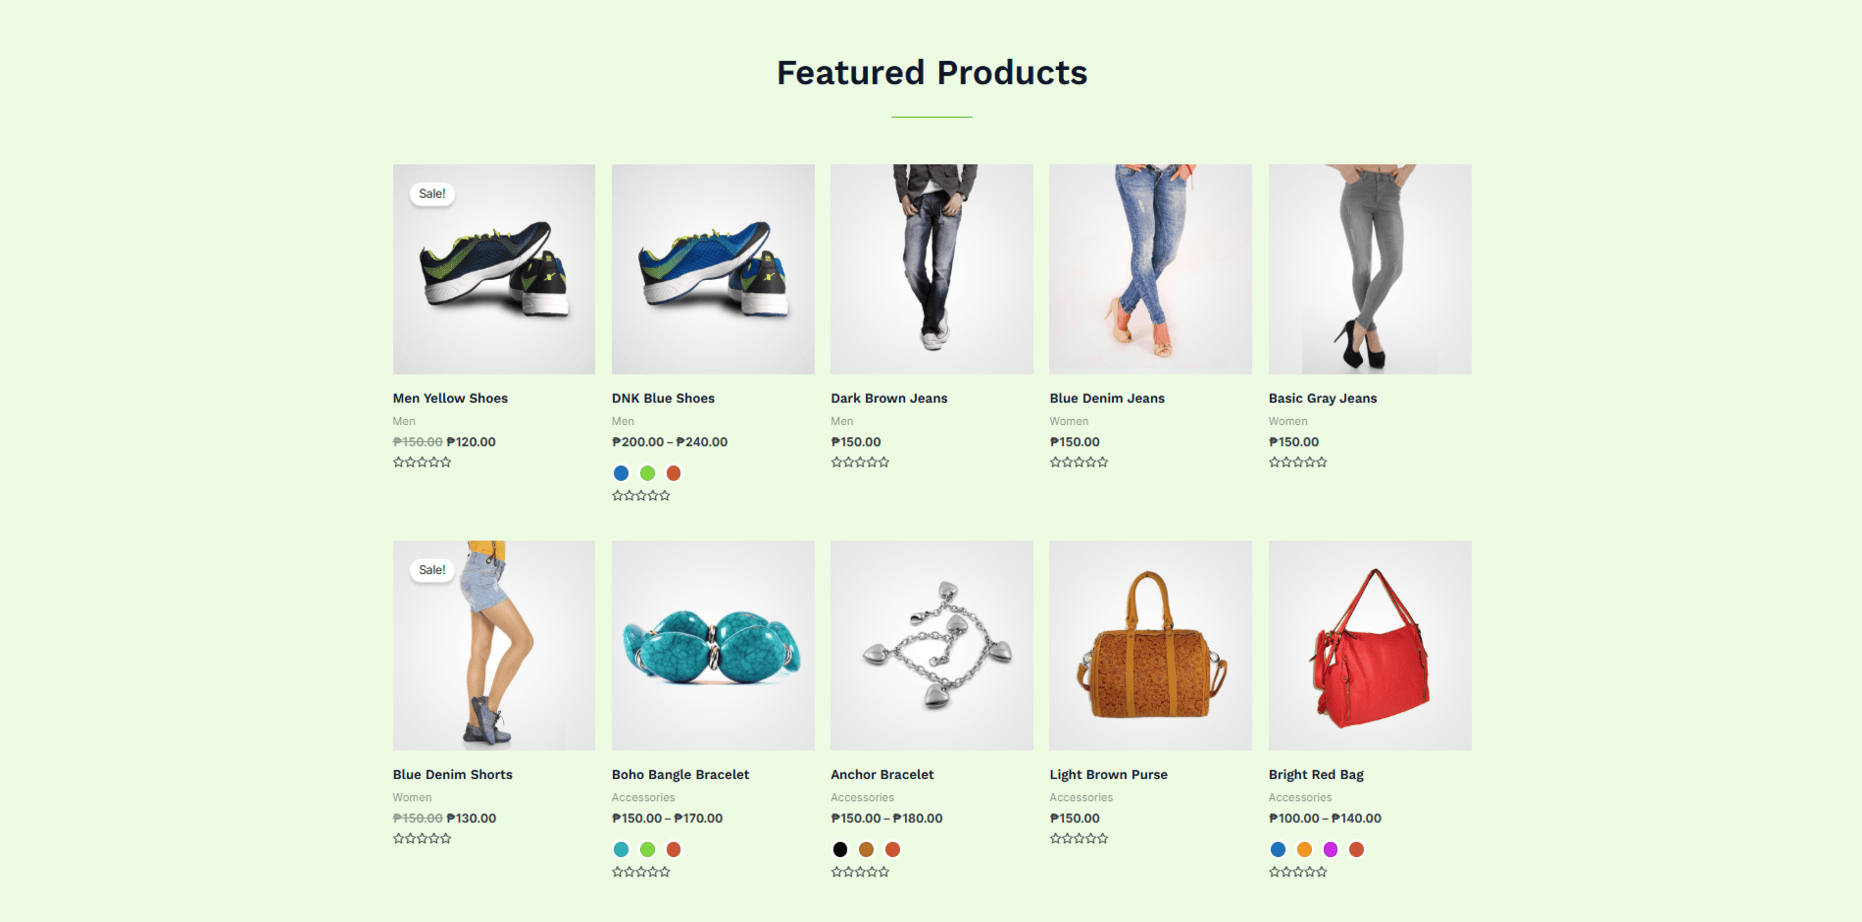 Featured Products
Sale!
Men Yellow Shoes
Men
₱150.00 ₱120.00
DNK Blue Shoes
Men
₱200.00 – ₱240.00
Dark Brown Jeans
Men
₱150.00
Blue Denim Jeans
Women
₱150.00
Basic Gray Jeans
Women
₱150.00
Sale!
Blue Denim Shorts
Women
₱150.00 ₱130.00
Boho Bangle Bracelet
Accessories
₱150.00 – ₱170.00
Anchor Bracelet
Accessories
₱150.00 – ₱180.00
Light Brown Purse
Accessories
₱150.00
Bright Red Bag
Accessories
₱100.00 – ₱140.00